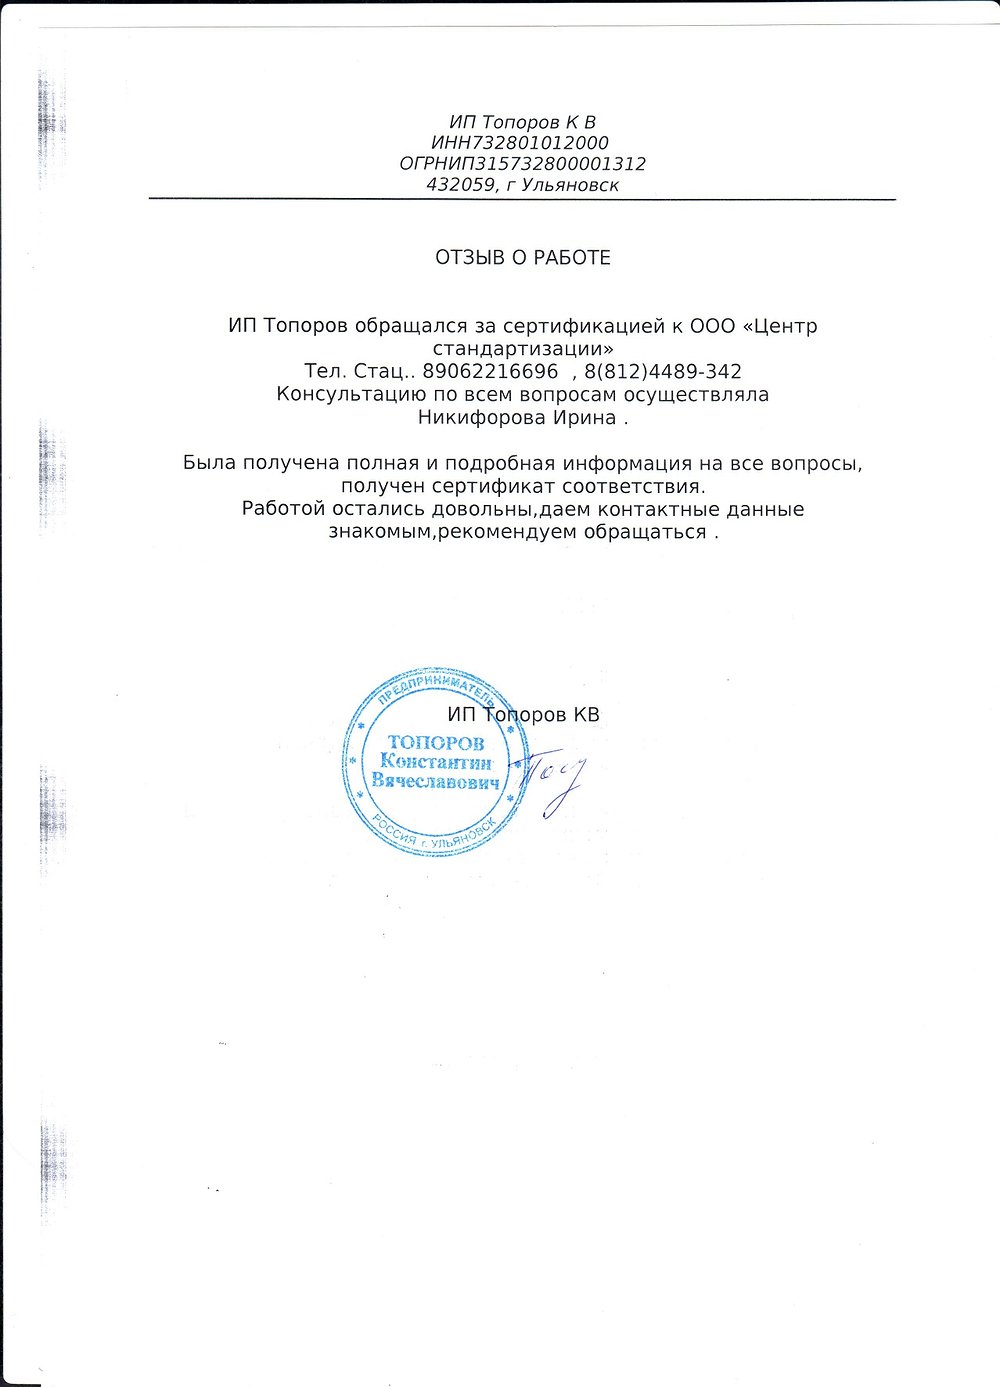 ИП Топоров К В
ИНН732801012000
ОГРНИП315732800001312
432059, г Ульяновск
ОТЗЫВ О РАБОТЕ
ИП Топоров обращался за сертификацией к ООО «Центр
стандартизации»
Тел. Стац.. 89062216696 , 8(812)4489-342
Консультацию по всем вопросам осуществляла
Никифорова Ирина .
Была получена полная и подробная информация на все вопросы,
получен сертификат соответствия.
Работой остались довольны,даем контактные данные
знакомым,рекомендуем обращаться .
ИП Топоров КВ
ПРЕДПРИНИМАТЕЛЬ
ТОПОРОВ
Константин
Вячеславович
РОССИЯ г. УЛЬЯНОВСК